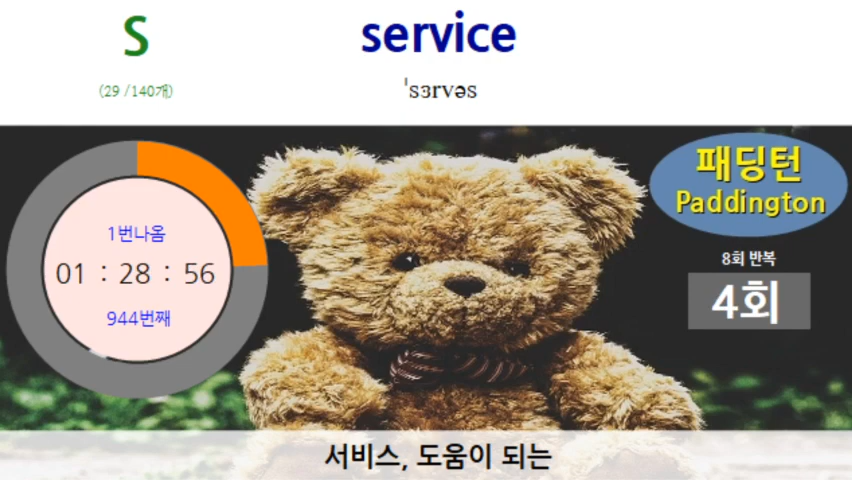 S
service
(29 /140개)
ˈsɜrvəs
패딩턴
Paddington
1번나옴
01 : 28 : 56
944번째
8회 반복
4회
서비스, 도움이 되는